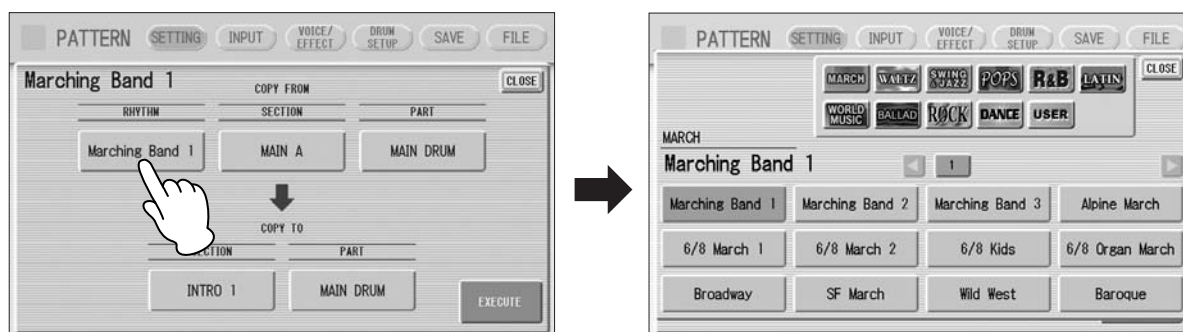 PATTERN SETTING INPUT VOICE/EFFECT DRUM SETUP SAVE FILE
Marching Band 1 CLOSE
COPY FROM
RHYTHM SECTION PART
Marching Band 1 MAIN A MAIN DRUM
COPY TO
SECTION PART
INTRO 1 MAIN DRUM EXECUTE
PATTERN SETTING INPUT VOICE/EFFECT DRUM SETUP SAVE FILE
MARCH WALTZ SWING &JAZZ POPS R&B LATIN CLOSE
WORLD MUSIC BALLAD ROCK DANCE USER
MARCH
Marching Band 1 1
Marching Band 1 Marching Band 2 Marching Band 3 Alpine March
6/8 March 1 6/8 March 2 6/8 Kids 6/8 Organ March
Broadway SF March Wild West Baroque